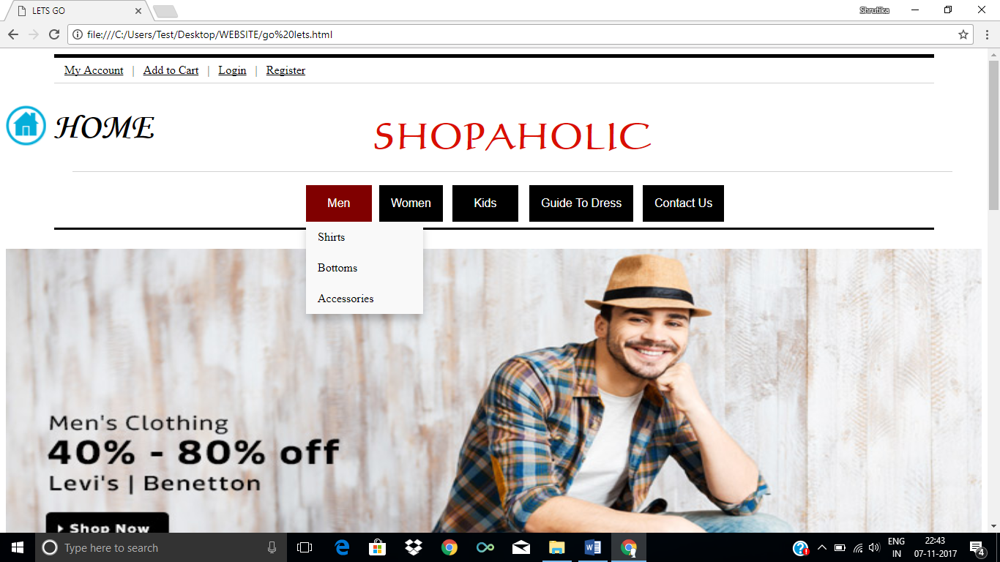 LETS GO
Shrutika
file:///C:/Users/Test/Desktop/WEBSITE/go%20lets.html
My Account | Add to Cart | Login | Register
HOME
SHOPAHOLIC
Men Women Kids Guide To Dress Contact Us
Shirts
Bottoms
Accessories
Men's Clothing
40% - 80% off
Levi's | Benetton
Shop Now
Type here to search
ENG 22:43
IN 07-11-2017
4